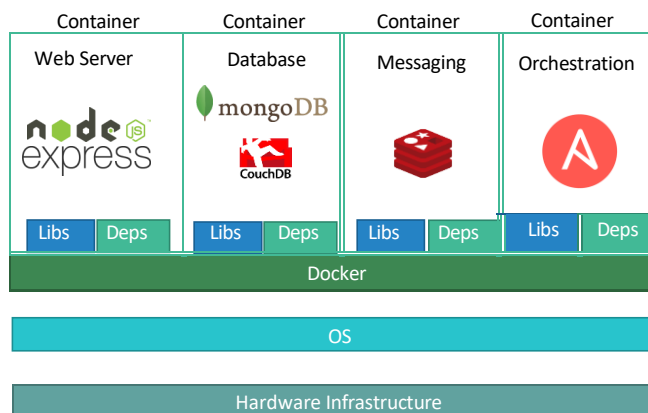 Container Container Container Container
Web Server Database Messaging Orchestration
node JS
express
mongoDB
CouchDB
A
Libs Deps Libs Deps Libs Deps Libs Deps
Docker
OS
Hardware Infrastructure